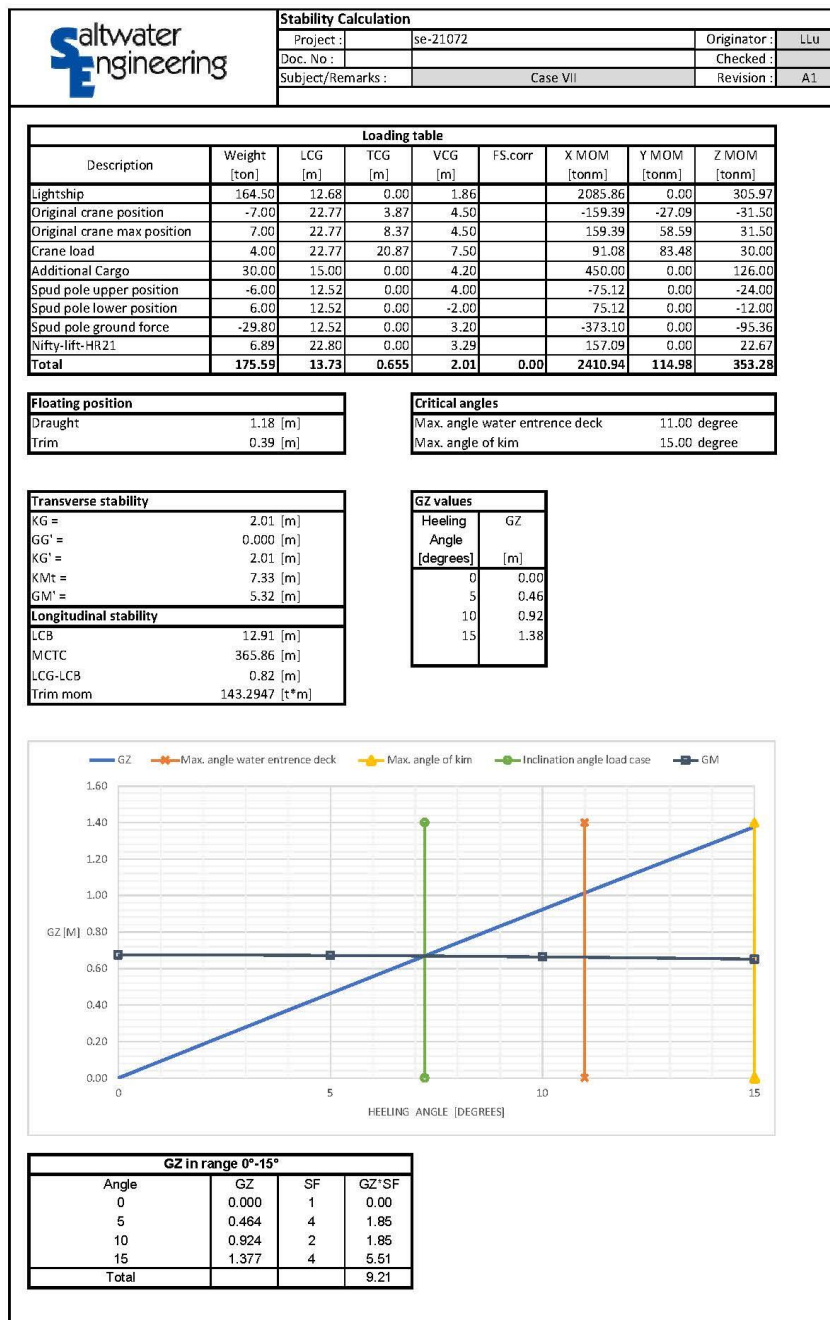 Saltwater
Engineering
Stability Calculation
Project : se-21072 Originator : LLu
Doc. No : Checked :
Subject/Remarks : Case VII Revision : A1
Loading table
Description Weight LCG TCG VCG FS.corr X MOM Y MOM Z MOM
[ton] [m] [m] [m] [tonm] [tonm] [tonm]
Lightship 164.50 12.68 0.00 1.86 2085.86 0.00 305.97
Original crane position -7.00 22.77 3.87 4.50 -159.39 -27.09 -31.50
Original crane max position 7.00 22.77 8.37 4.50 159.39 58.59 31.50
Crane load 4.00 22.77 20.87 7.50 91.08 83.48 30.00
Additional Cargo 30.00 15.00 0.00 4.20 450.00 0.00 126.00
Spud pole upper position -6.00 12.52 0.00 4.00 -75.12 0.00 -24.00
Spud pole lower position 6.00 12.52 0.00 -2.00 75.12 0.00 -12.00
Spud pole ground force -29.80 12.52 0.00 3.20 -373.10 0.00 -95.36
Nifty-lift-HR21 6.89 22.80 0.00 3.29 157.09 0.00 22.67
Total 175.59 13.73 0.655 2.01 0.00 2410.94 114.98 353.28
Floating position
Draught 1.18 [m]
Trim 0.39 [m]
Critical angles
Max. angle water entrence deck 11.00 degree
Max. angle of kim 15.00 degree
Transverse stability
KG = 2.01 [m]
GG' = 0.000 [m]
KG' = 2.01 [m]
KMt = 7.33 [m]
GM' = 5.32 [m]
Longitudinal stability
LCB 12.91 [m]
MCTC 365.86 [m]
LCG-LCB 0.82 [m]
Trim mom 143.2947 [t*m]
GZ values
Heeling GZ
Angle
[degrees] [m]
0 0.00
5 0.46
10 0.92
15 1.38
GZ Max. angle water entrence deck Max. angle of kim Inclination angle load case GM
1.60
1.40
1.20
1.00
GZ [M] 0.80
0.60
0.40
0.20
0.00
0 5 10 15
HEELING ANGLE [DEGREES]
GZ in range 0°-15°
Angle GZ SF GZ*SF
0 0.000 1 0.00
5 0.464 4 1.85
10 0.924 2 1.85
15 1.377 4 5.51
Total 9.21